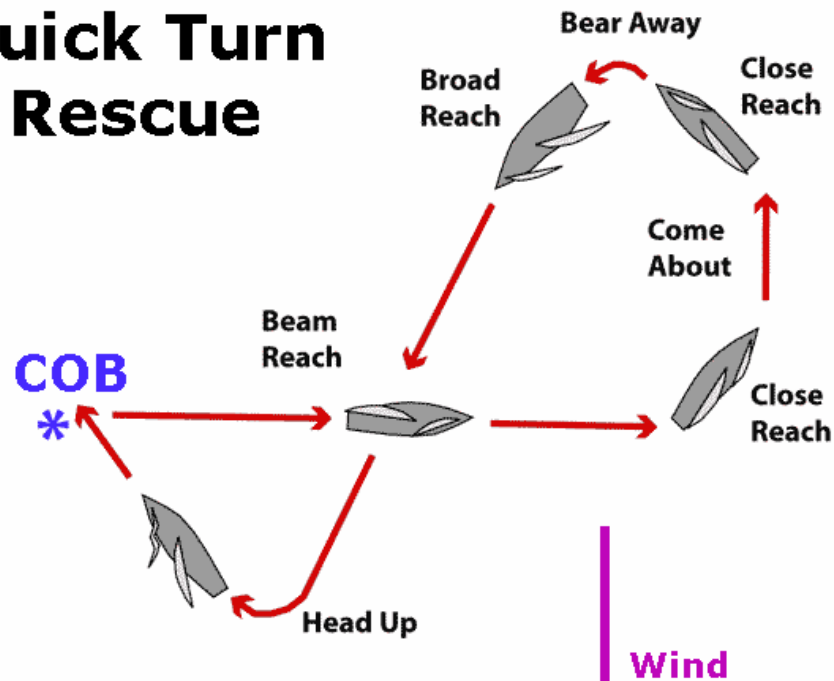 uick Turn
Rescue
Bear Away
Broad
Reach
Close
Reach
Come
About
Beam
Reach
COB
*
Close
Reach
Head Up
Wind